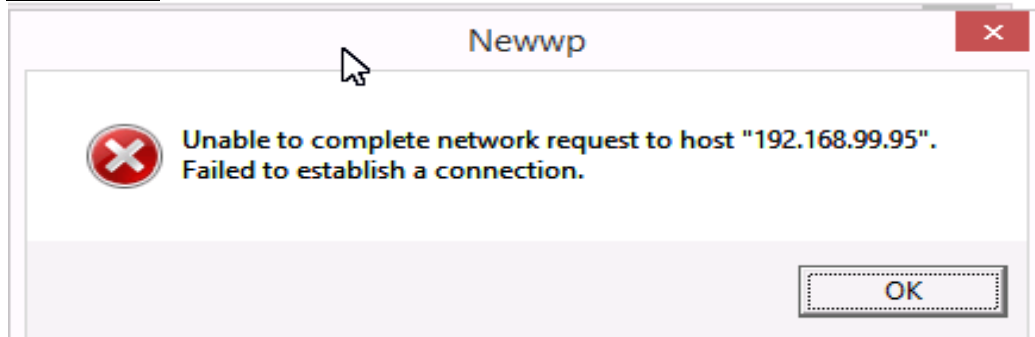 Newwp
Unable to complete network request to host "192.168.99.95".
Failed to establish a connection.
OK